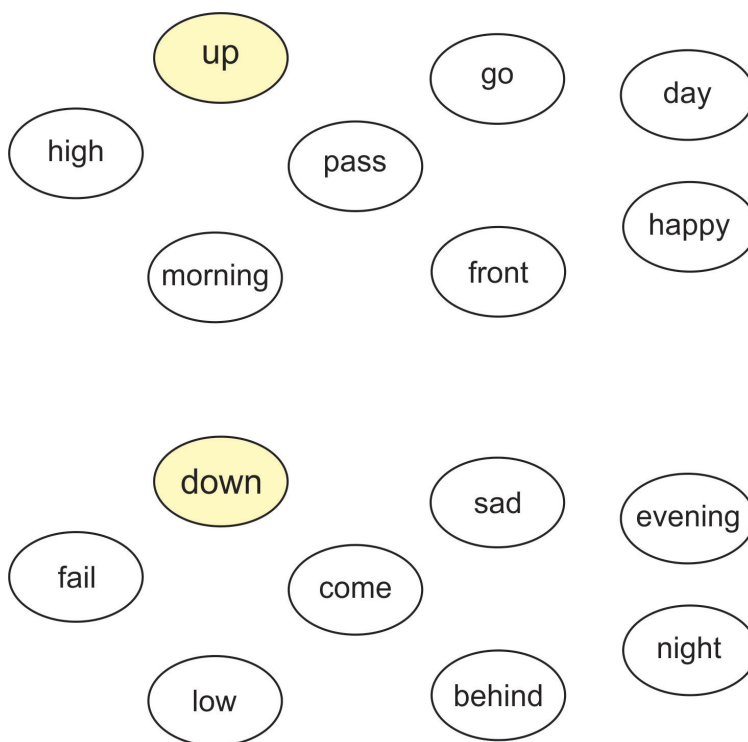 up
go
day
high
pass
happy
morning
front
down
sad
evening
fail
come
night
low
behind